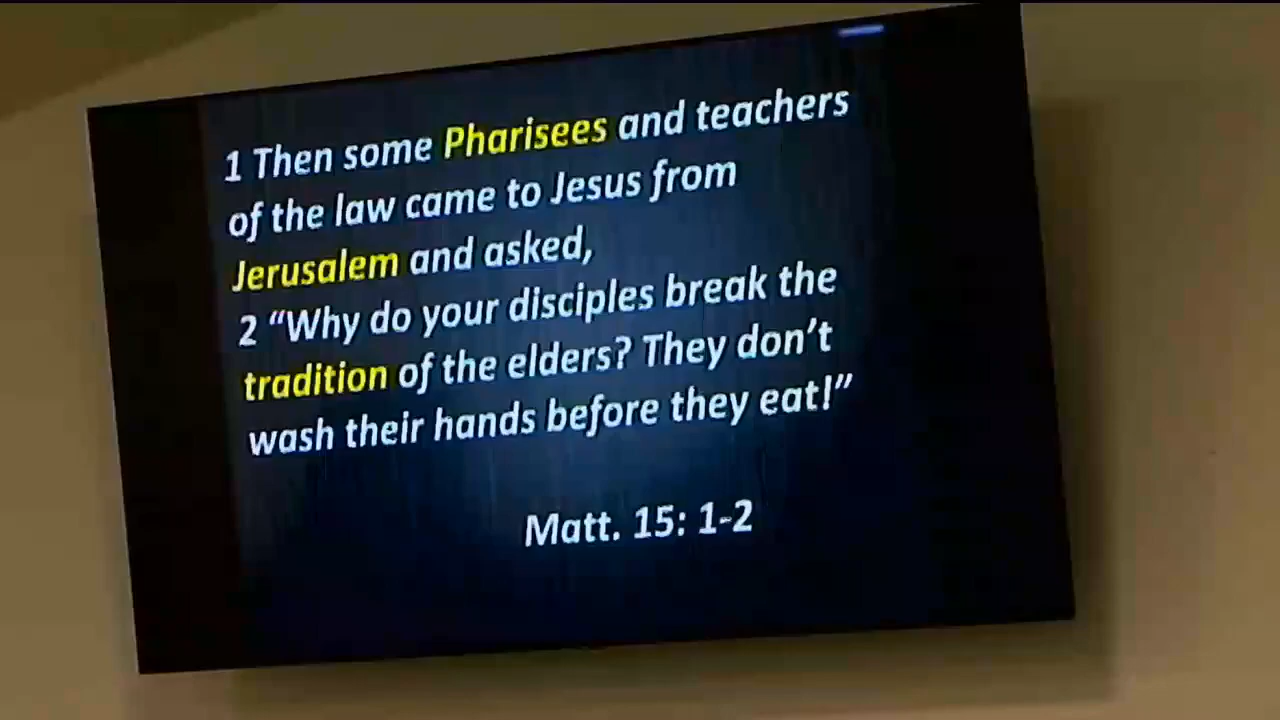 1 Then some Pharisees and teachers
of the law came to Jesus from
Jerusalem and asked,
2 “Why do your disciples break the
tradition of the elders? They don’t
wash their hands before they eat!”
Matt. 15: 1-2